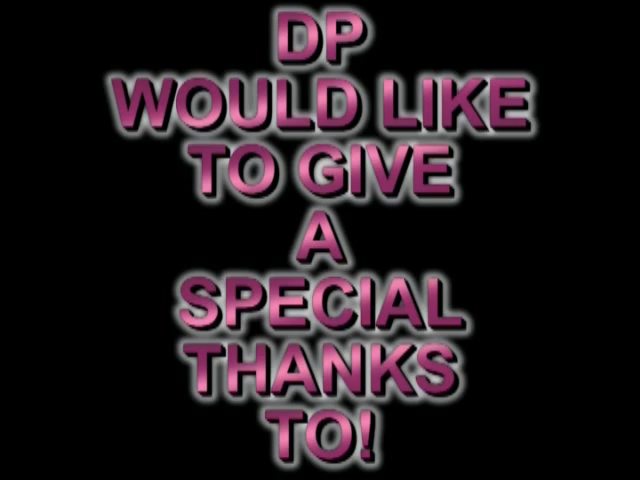 DP
WOULD LIKE
TO GIVE
A
SPECIAL
THANKS
TO!